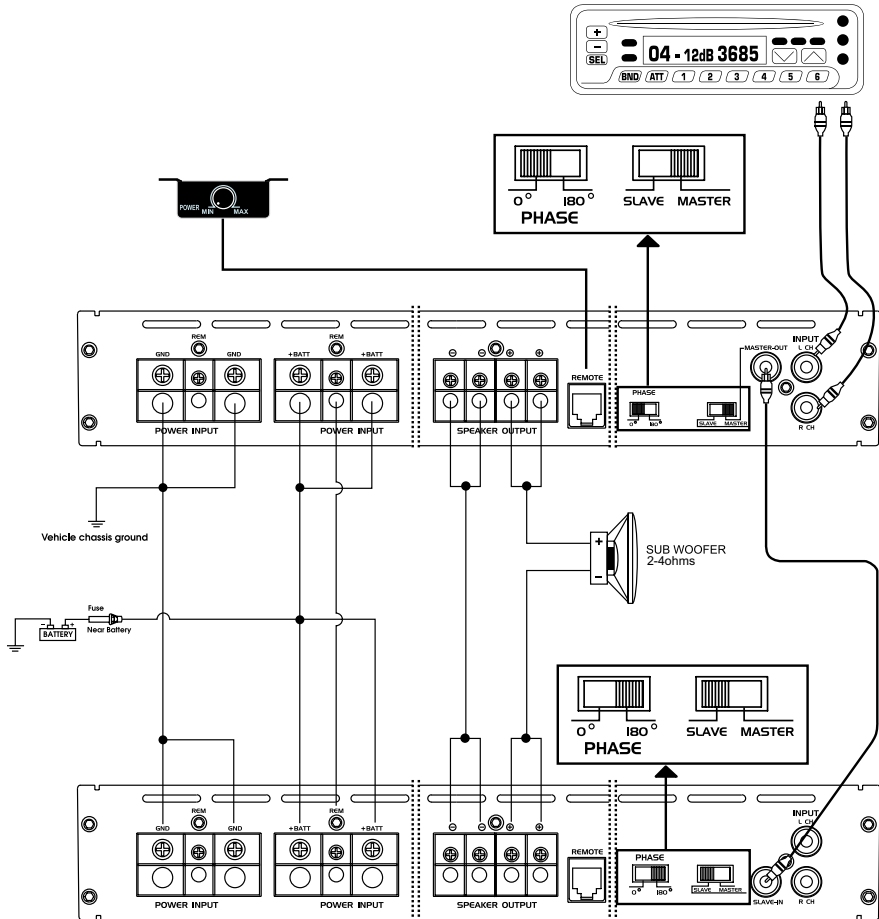 +
-
SEL
04 - 12dB 3685
BND ATT 1 2 3 4 5 6
0° 180°
PHASE
SLAVE MASTER
POWER MIN MAX
REM
GND GND
POWER INPUT
REM
+BATT +BATT
POWER INPUT
⊖ ⊖ ⊕ ⊕
SPEAKER OUTPUT
REMOTE
PHASE
0° 180°
SLAVE MASTER
MASTER-OUT
INPUT
L CH
R CH
Vehicle chassis ground
+
-
SUB WOOFER
2-4ohms
- +
BATTERY
Fuse
Near Battery
0° 180°
PHASE
SLAVE MASTER
REM
GND GND
POWER INPUT
REM
+BATT +BATT
POWER INPUT
⊖ ⊖ ⊕ ⊕
SPEAKER OUTPUT
REMOTE
PHASE
0° 180°
SLAVE MASTER
SLAVE-IN
INPUT
L CH
R CH